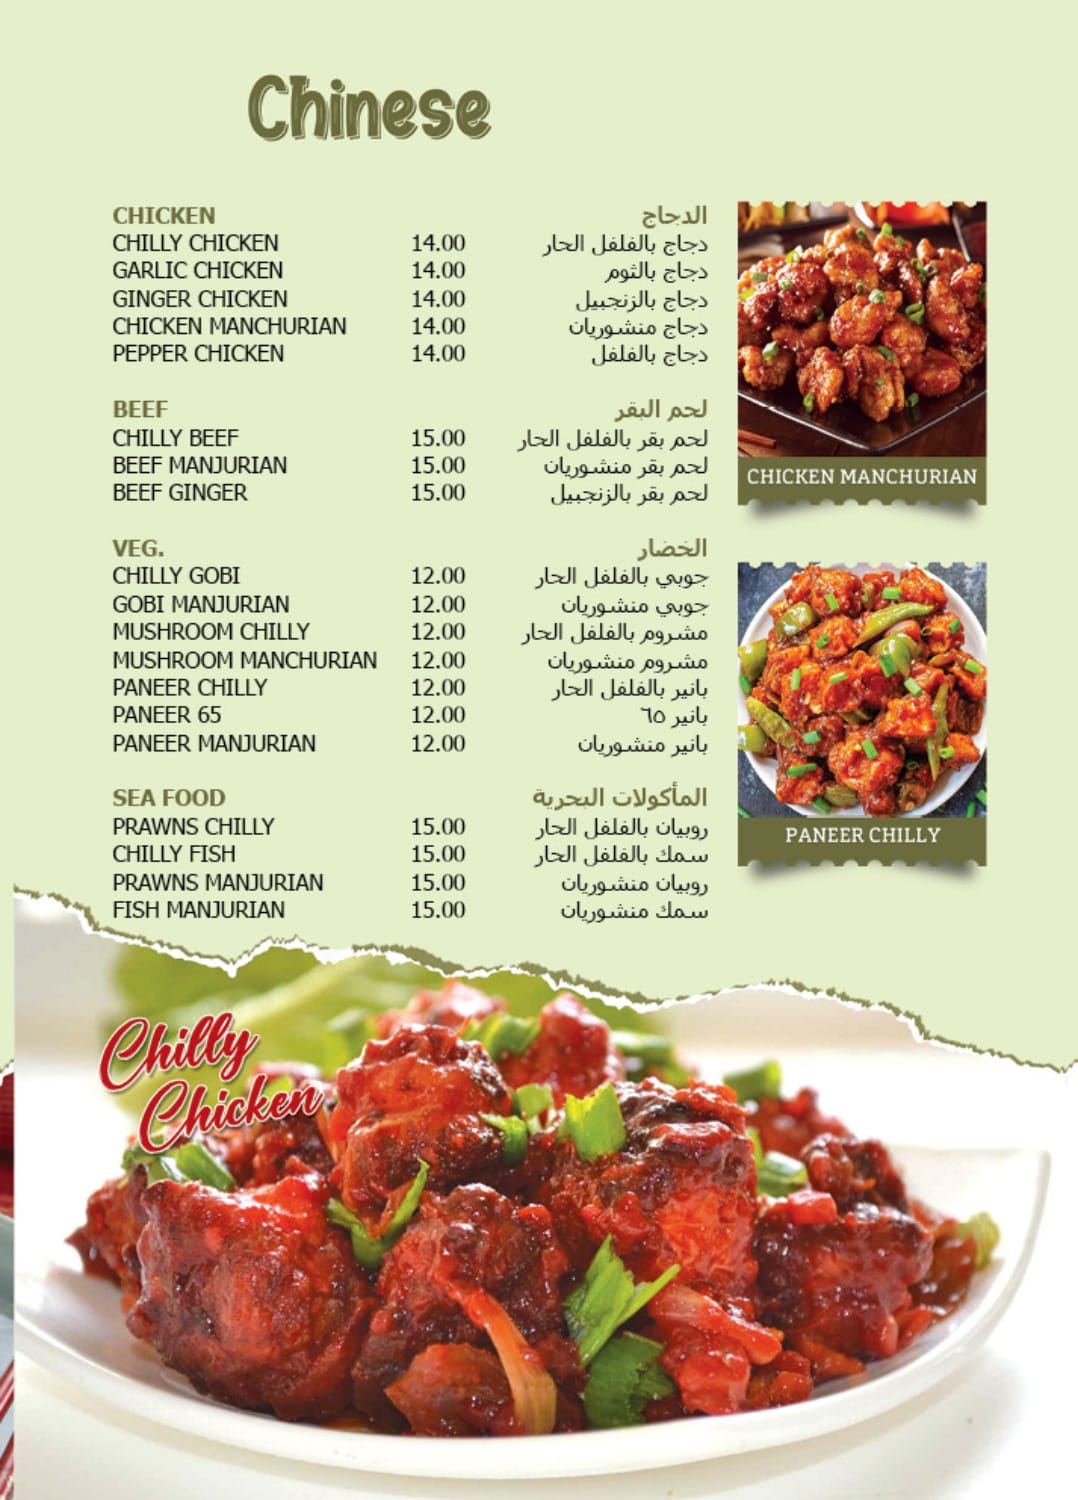 Chinese
CHICKEN الدجاج
CHILLY CHICKEN 14.00 دجاج بالفلفل الحار
GARLIC CHICKEN 14.00 دجاج بالثوم
GINGER CHICKEN 14.00 دجاج بالزنجبيل
CHICKEN MANCHURIAN 14.00 دجاج منشوريان
PEPPER CHICKEN 14.00 دجاج بالفلفل
BEEF لحم البقر
CHILLY BEEF 15.00 لحم بقر بالفلفل الحار
BEEF MANJURIAN 15.00 لحم بقر منشوريان
BEEF GINGER 15.00 لحم بقر بالزنجبيل
VEG. الخضار
CHILLY GOBI 12.00 جوبي بالفلفل الحار
GOBI MANJURIAN 12.00 جوبي منشوريان
MUSHROOM CHILLY 12.00 مشروم بالفلفل الحار
MUSHROOM MANCHURIAN 12.00 مشروم منشوريان
PANEER CHILLY 12.00 بانير بالفلفل الحار
PANEER 65 12.00 بانير ٦٥
PANEER MANJURIAN 12.00 بانير منشوريان
SEA FOOD المأكولات البحرية
PRAWNS CHILLY 15.00 روبيان بالفلفل الحار
CHILLY FISH 15.00 سمك بالفلفل الحار
PRAWNS MANJURIAN 15.00 روبيان منشوريان
FISH MANJURIAN 15.00 سمك منشوريان
CHICKEN MANCHURIAN
PANEER CHILLY
Chilly
Chicken